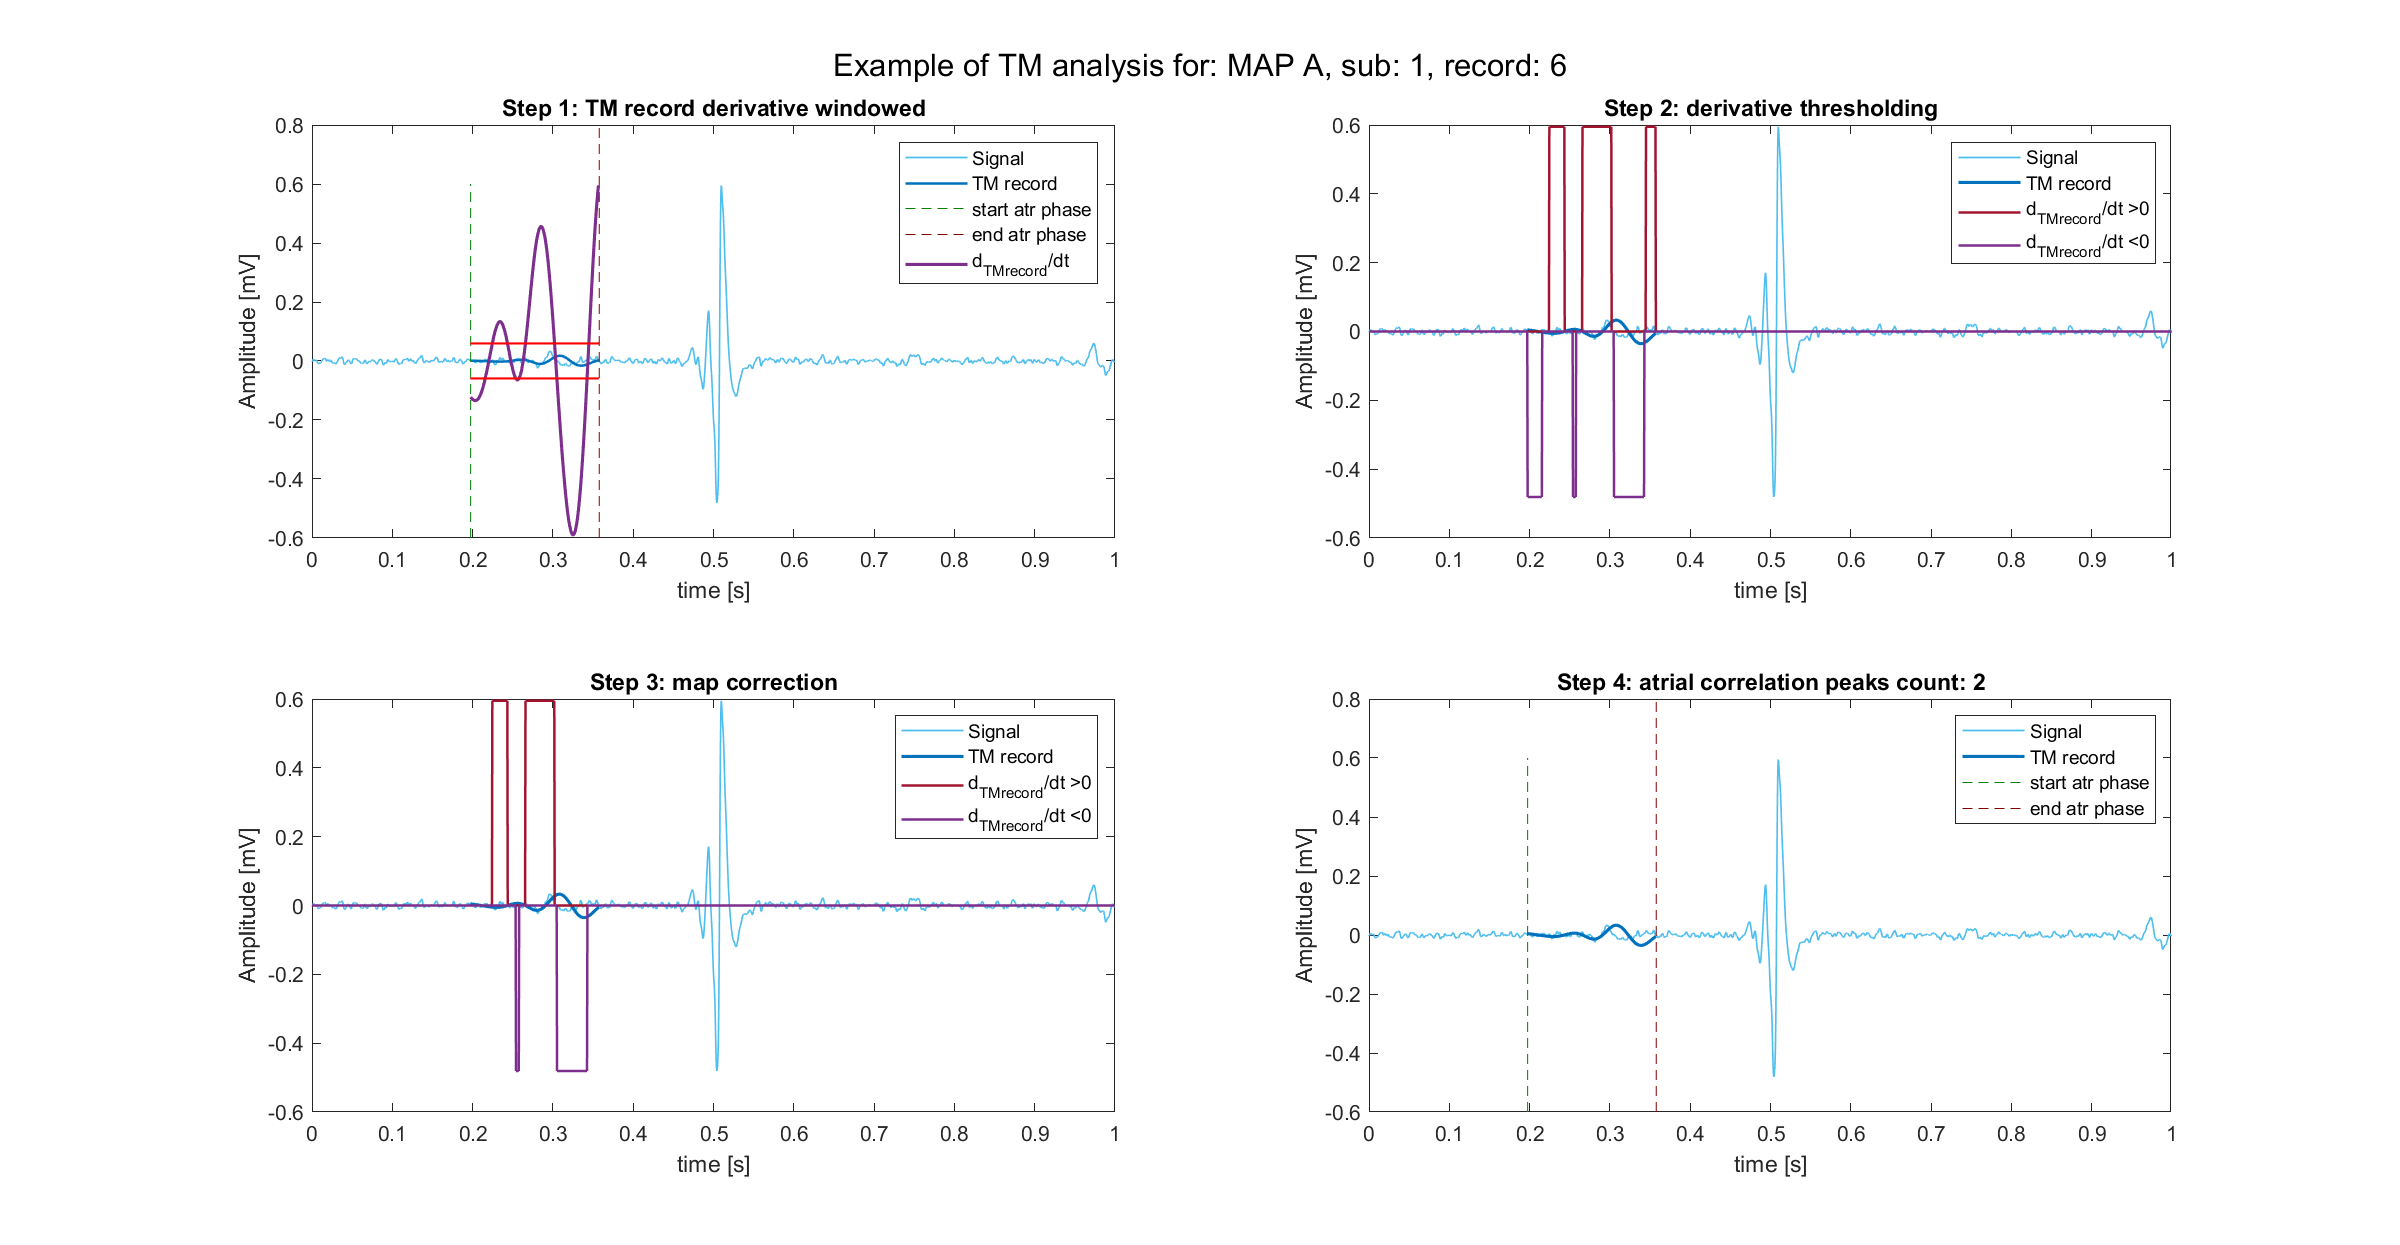 Example of TM analysis for: MAP A, sub: 1, record: 6
Step 1: TM record derivative windowed
0.8
0.6
0.4
0.2
0
-0.2
-0.4
-0.6
Amplitude [mV]
0 0.1 0.2 0.3 0.4 0.5 0.6 0.7 0.8 0.9 1
time [s]
Signal
TM record
start atr phase
end atr phase
dTMrecord/dt
Step 2: derivative thresholding
0.6
0.4
0.2
0
-0.2
-0.4
-0.6
Amplitude [mV]
0 0.1 0.2 0.3 0.4 0.5 0.6 0.7 0.8 0.9 1
time [s]
Signal
TM record
dTMrecord/dt >0
dTMrecord/dt <0
Step 3: map correction
0.6
0.4
0.2
0
-0.2
-0.4
-0.6
Amplitude [mV]
0 0.1 0.2 0.3 0.4 0.5 0.6 0.7 0.8 0.9 1
time [s]
Signal
TM record
dTMrecord/dt >0
dTMrecord/dt <0
Step 4: atrial correlation peaks count: 2
0.8
0.6
0.4
0.2
0
-0.2
-0.4
-0.6
Amplitude [mV]
0 0.1 0.2 0.3 0.4 0.5 0.6 0.7 0.8 0.9 1
time [s]
Signal
TM record
start atr phase
end atr phase